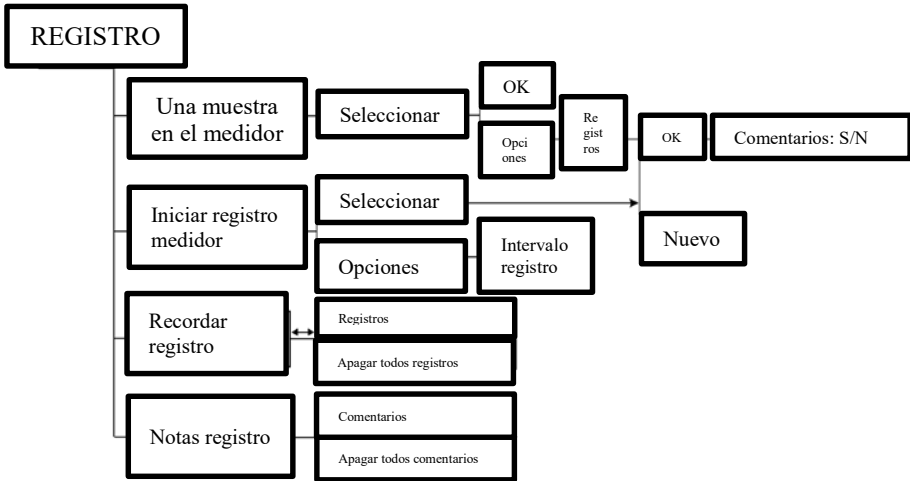 REGISTRO
Una muestra
en el medidor
Seleccionar
OK
Opci
ones
Re
gist
ros
OK
Comentarios: S/N
Iniciar registro
medidor
Seleccionar
Nuevo
Opciones
Intervalo
registro
Recordar
registro
Registros
Apagar todos registros
Notas registro
Comentarios
Apagar todos comentarios